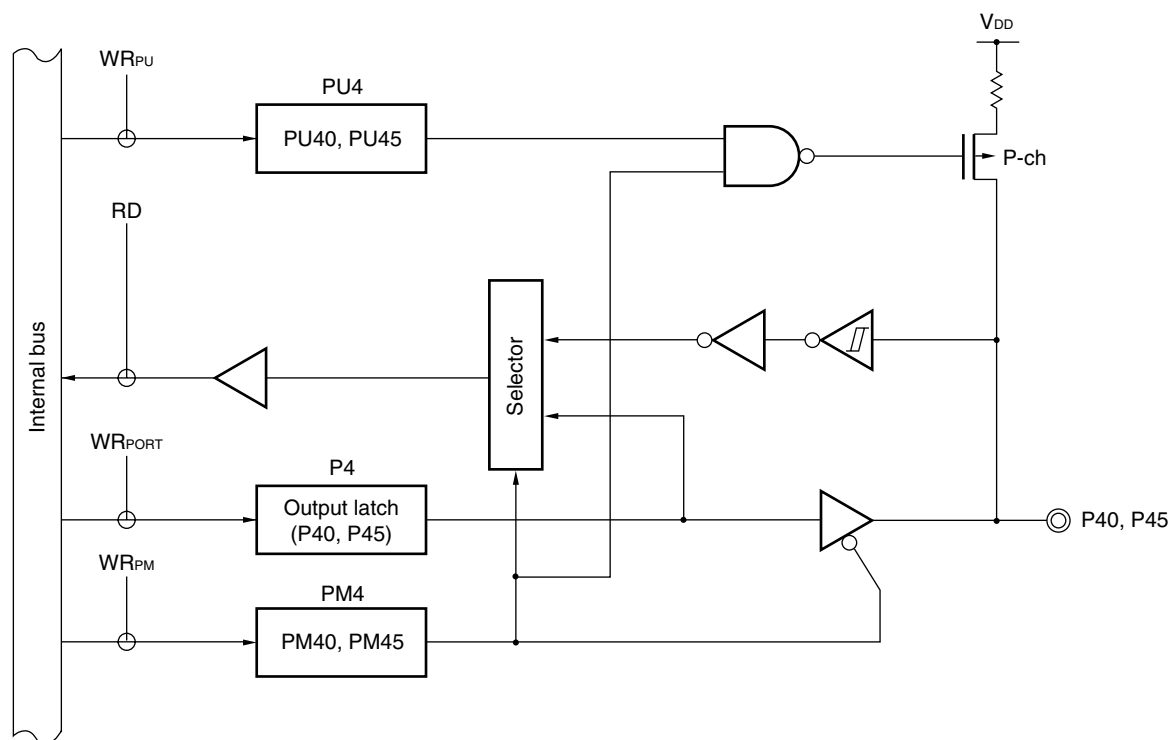 VDD
WRPU
PU4
PU40, PU45
P-ch
RD
Internal bus
Selector
WRPORT
P4
Output latch
(P40, P45)
P40, P45
WRPM
PM4
PM40, PM45